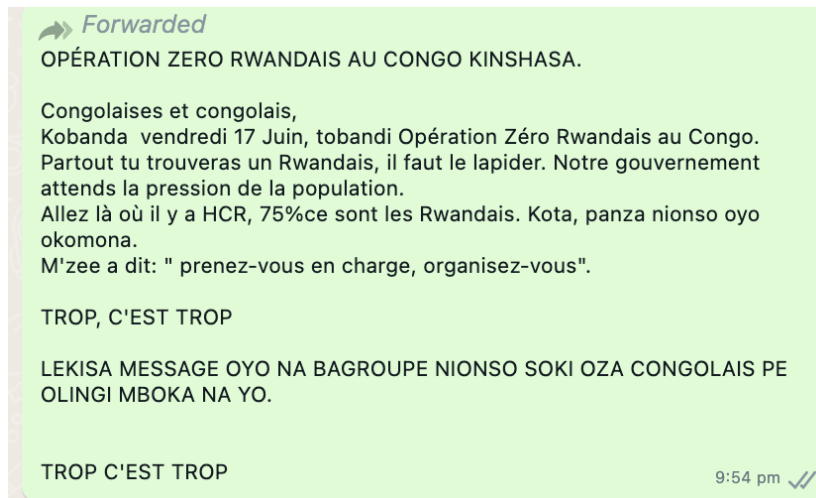 Forwarded
OPÉRATION ZERO RWANDAIS AU CONGO KINSHASA.
Congolaises et congolais,
Kobanda vendredi 17 Juin, tobandi Opération Zéro Rwandais au Congo.
Partout tu trouveras un Rwandais, il faut le lapider. Notre gouvernement
attends la pression de la population.
Allez là où il y a HCR, 75%ce sont les Rwandais. Kota, panza nionso oyo
okomona.
M'zee a dit: " prenez-vous en charge, organisez-vous".
TROP, C'EST TROP
LEKISA MESSAGE OYO NA BAGROUPE NIONSO SOKI OZA CONGOLAIS PE
OLINGI MBOKA NA YO.
TROP C'EST TROP
9:54 pm